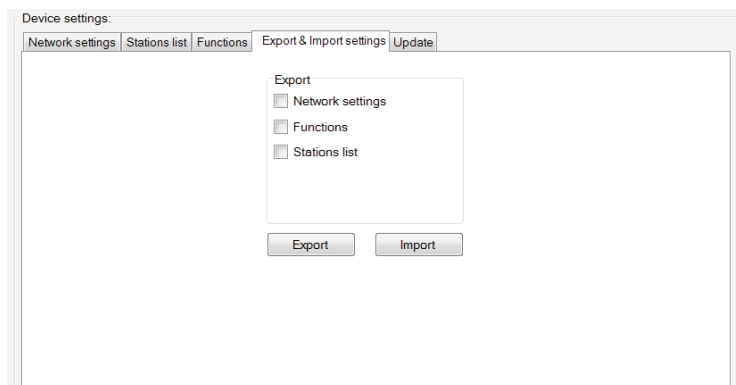 Device settings:
Network settings Stations list Functions Export & Import settings Update
Export
Network settings
Functions
Stations list
Export Import